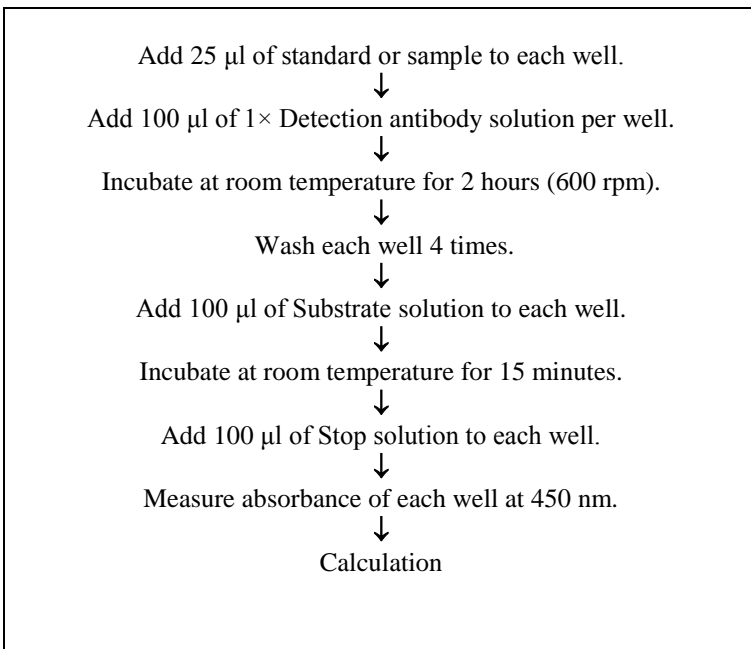 Add 25 μl of standard or sample to each well.
↓
Add 100 μl of 1× Detection antibody solution per well.
↓
Incubate at room temperature for 2 hours (600 rpm).
↓
Wash each well 4 times.
↓
Add 100 μl of Substrate solution to each well.
↓
Incubate at room temperature for 15 minutes.
↓
Add 100 μl of Stop solution to each well.
↓
Measure absorbance of each well at 450 nm.
↓
Calculation